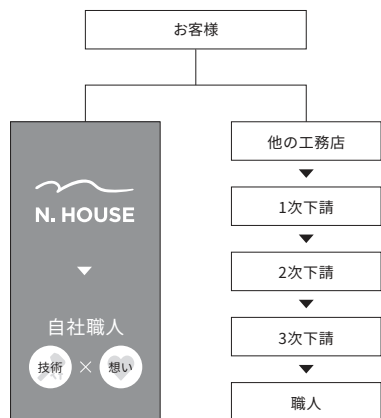 お客様
N. HOUSE
自社職人
技術 × 想い
他の工務店
1次下請
2次下請
3次下請
職人